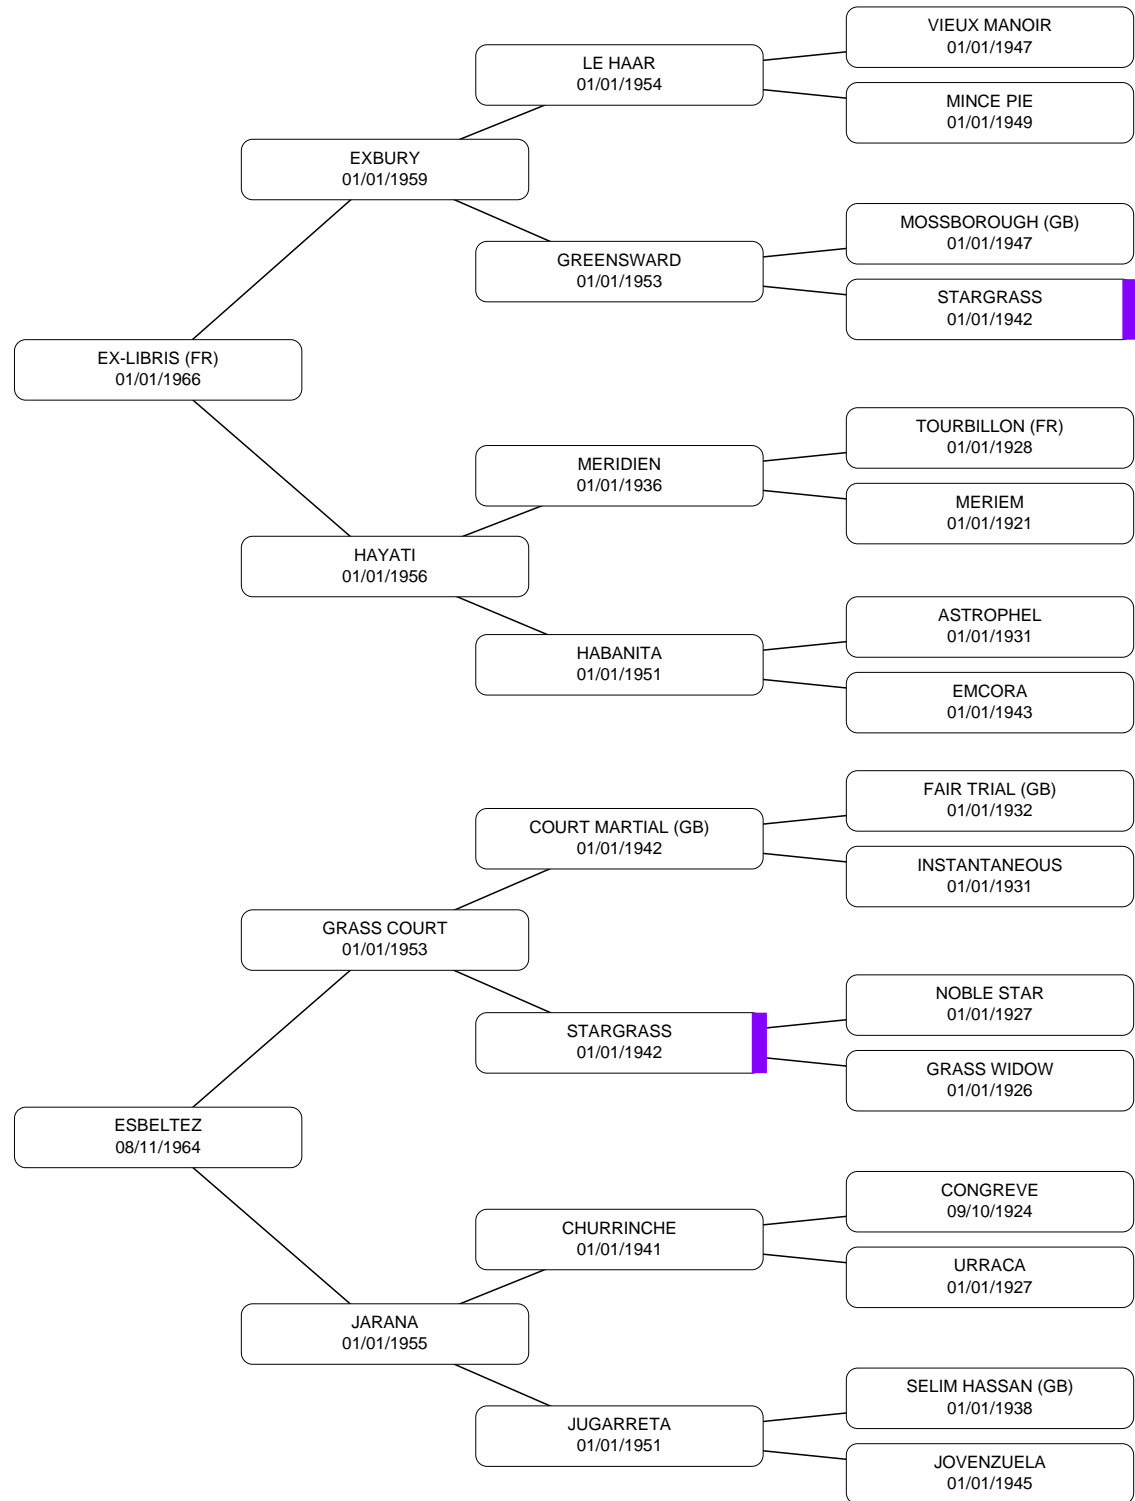 VIEUX MANOIR
01/01/1947
LE HAAR
01/01/1954
MINCE PIE
01/01/1949
EXBURY
01/01/1959
MOSSBOROUGH (GB)
01/01/1947
GREENSWARD
01/01/1953
STARGRASS
01/01/1942
EX-LIBRIS (FR)
01/01/1966
TOURBILLON (FR)
01/01/1928
MERIDIEN
01/01/1936
MERIEM
01/01/1921
HAYATI
01/01/1956
ASTROPHEL
01/01/1931
HABANITA
01/01/1951
EMCORA
01/01/1943
FAIR TRIAL (GB)
01/01/1932
COURT MARTIAL (GB)
01/01/1942
INSTANTANEOUS
01/01/1931
GRASS COURT
01/01/1953
NOBLE STAR
01/01/1927
STARGRASS
01/01/1942
GRASS WIDOW
01/01/1926
ESBELTEZ
08/11/1964
CONGREVE
09/10/1924
CHURRINCHE
01/01/1941
URRACA
01/01/1927
JARANA
01/01/1955
SELIM HASSAN (GB)
01/01/1938
JUGARRETA
01/01/1951
JOVENZUELA
01/01/1945